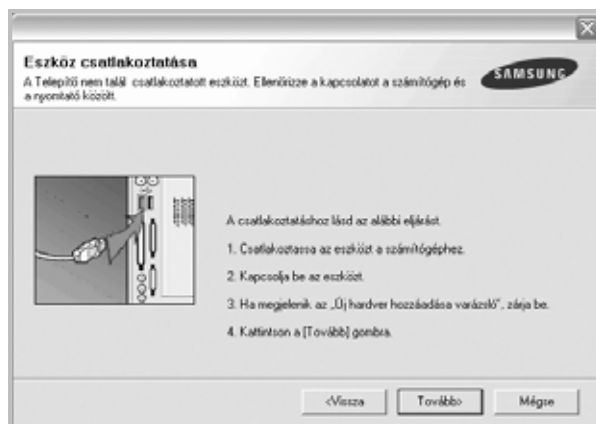 Eszköz csatlakoztatása
A Telepítő nem talál csatlakoztatott eszközt. Ellenőrizze a kapcsolatot a számítógép és
a nyomtató között.
SAMSUNG
A csatlakoztatáshoz lásd az alábbi eljárást.
1. Csatlakoztassa az eszközt a számítógéphez.
2. Kapcsolja be az eszközt.
3. Ha megjelenik az „Új hardver hozzáadása varázsló”, zárja be.
4. Kattintson a [Tovább] gombra.
<Vissza
Tovább>
Mégse